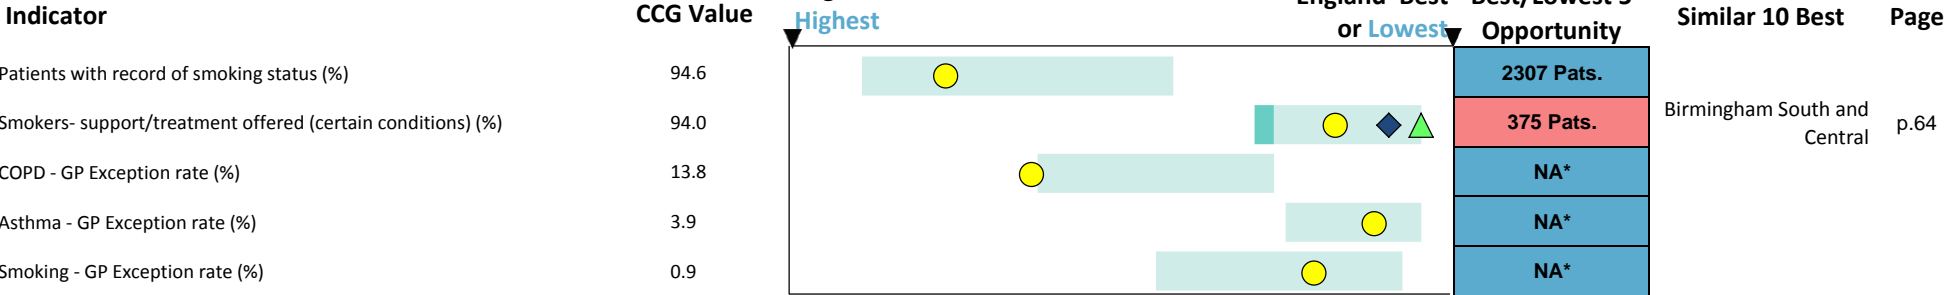 Indicator
CCG Value
Highest
or Lowest
Opportunity
Similar 10 Best
Page
Patients with record of smoking status (%)
94.6
2307 Pats.
Smokers- support/treatment offered (certain conditions) (%)
94.0
375 Pats.
Birmingham South and
Central
p.64
COPD - GP Exception rate (%)
13.8
NA*
Asthma - GP Exception rate (%)
3.9
NA*
Smoking - GP Exception rate (%)
0.9
NA*